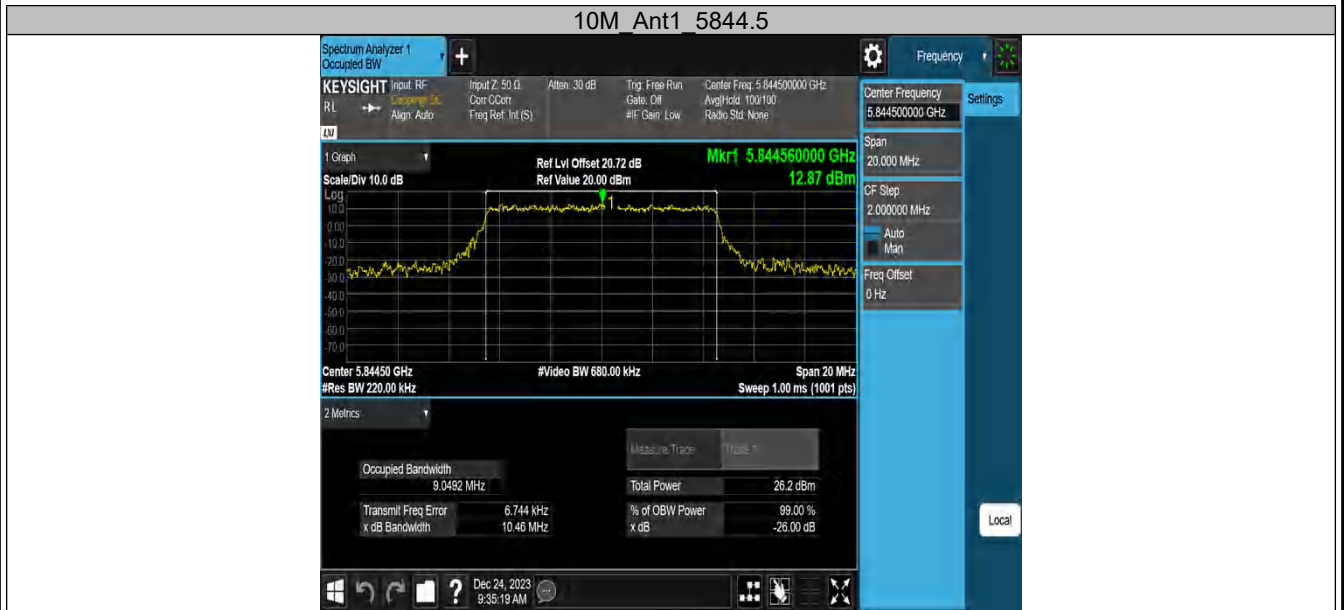 10M_Ant1_5844.5
Spectrum Analyzer 1
Occupied BW
+
Frequency
KEYSIGHT
Input: RF
Coupling: DC
Align: Auto
RL
LXI
Input Z: 50 Ω
Corr CCorr
Freq Ref: Int (S)
Atten: 30 dB
Trig: Free Run
Gate: Off
#IF Gain: Low
Center Freq: 5.844500000 GHz
Avg|Hold: 100/100
Radio Std: None
Center Frequency
5.844500000 GHz
Settings
Span
20.000 MHz
CF Step
2.000000 MHz
Auto
Man
Freq Offset
0 Hz
Local
1 Graph
Scale/Div 10.0 dB
Ref Lvl Offset 20.72 dB
Ref Value 20.00 dBm
Mkr1 5.844560000 GHz
12.87 dBm
Log
10.0
0.00
-10.0
-20.0
-30.0
-40.0
-50.0
-60.0
-70.0
1
Center 5.84450 GHz
#Res BW 220.00 kHz
#Video BW 680.00 kHz
Span 20 MHz
Sweep 1.00 ms (1001 pts)
2 Metrics
Measure Trace
Trace 1
Occupied Bandwidth
9.0492 MHz
Total Power
26.2 dBm
Transmit Freq Error
6.744 kHz
% of OBW Power
99.00 %
x dB Bandwidth
10.46 MHz
x dB
-26.00 dB
?
Dec 24, 2023
9:35:19 AM